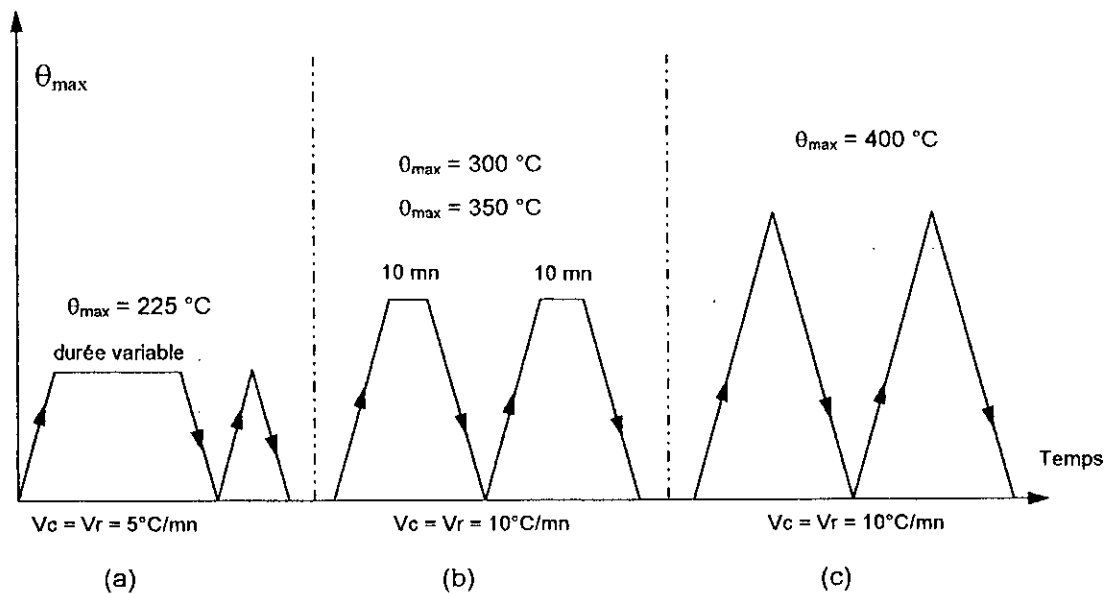 θmax
θmax = 225 °C
durée variable
Vc = Vr = 5°C/mn
(a)
θmax = 300 °C
θmax = 350 °C
10 mn 10 mn
Vc = Vr = 10°C/mn
(b)
θmax = 400 °C
Temps
Vc = Vr = 10°C/mn
(c)